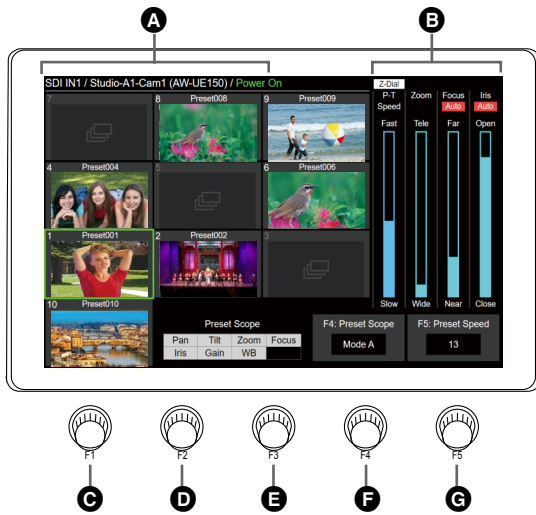 A
B
SDI IN1 / Studio-A1-Cam1 (AW-UE150) / Power On
Z-Dial
P-T Speed
Zoom
Focus
Iris
Auto
Auto
Fast
Tele
Far
Open
7
8 Preset008
9 Preset009
4 Preset004
5
6 Preset006
1 Preset001
2 Preset002
3
10 Preset010
Slow
Wide
Near
Close
Preset Scope
Pan Tilt Zoom Focus
Iris Gain WB
F4: Preset Scope
Mode A
F5: Preset Speed
13
F1
F2
F3
F4
F5
C
D
E
F
G